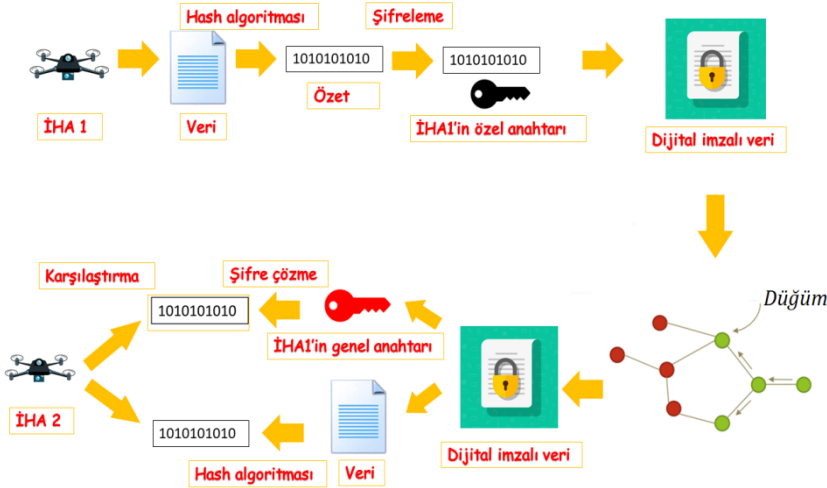 Hash algoritması
Şifreleme
1010101010
1010101010
Özet
İHA 1
Veri
İHA1'in özel anahtarı
Dijital imzalı veri
Karşılaştırma
Şifre çözme
Düğüm
1010101010
İHA1'in genel anahtarı
İHA 2
1010101010
Dijital imzalı veri
Hash algoritması
Veri